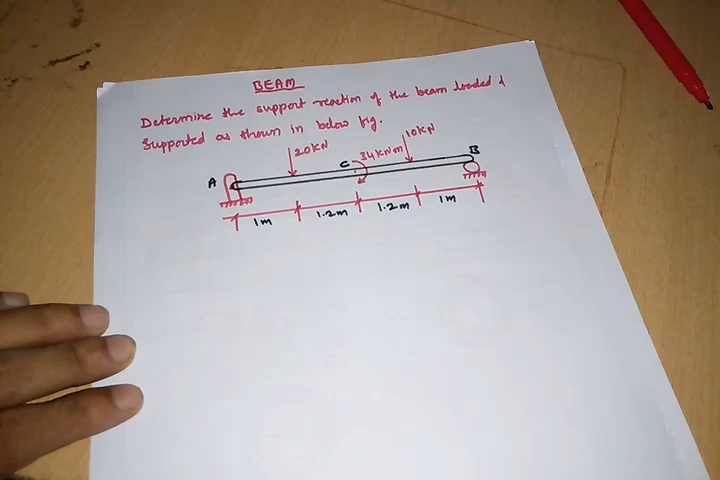 BEAM
Determine the support reaction of the beam loaded &
Supported as shown in below fig.
20KN
10KN
C
34KNm
B
A
1m
1.2m
1.2m
1m